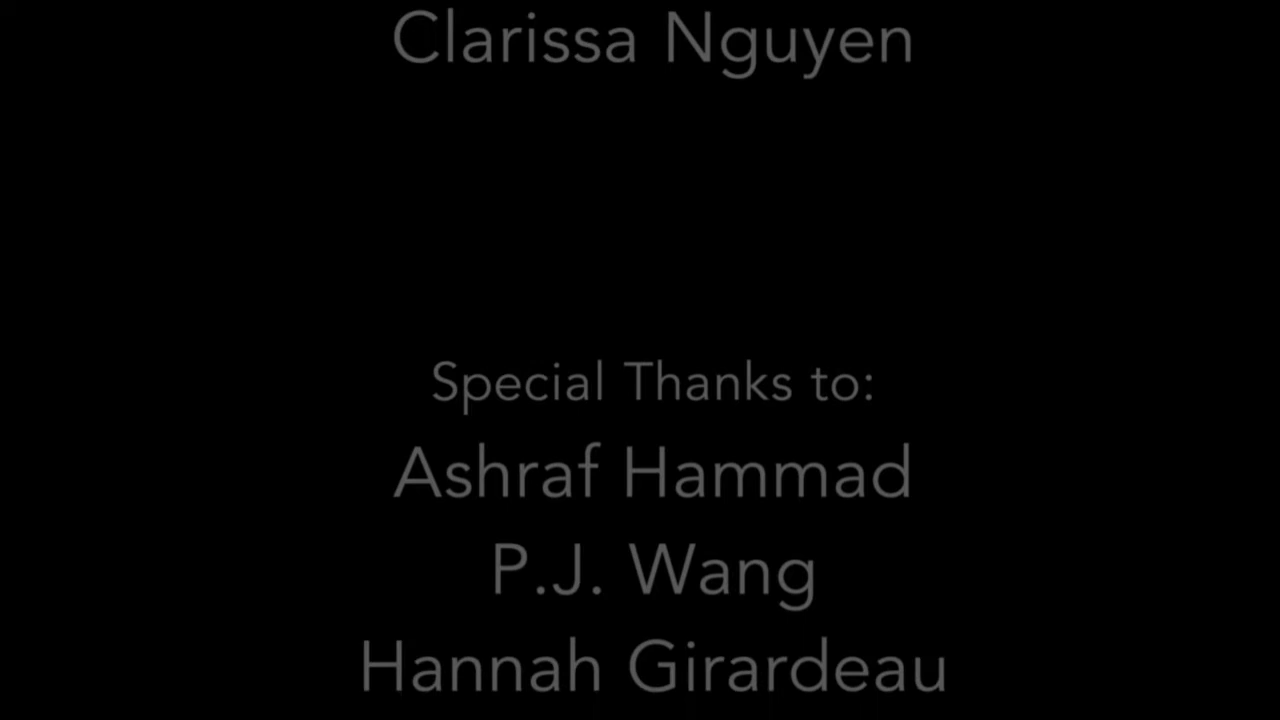 Clarissa Nguyen
Special Thanks to:
Ashraf Hammad
P.J. Wang
Hannah Girardeau